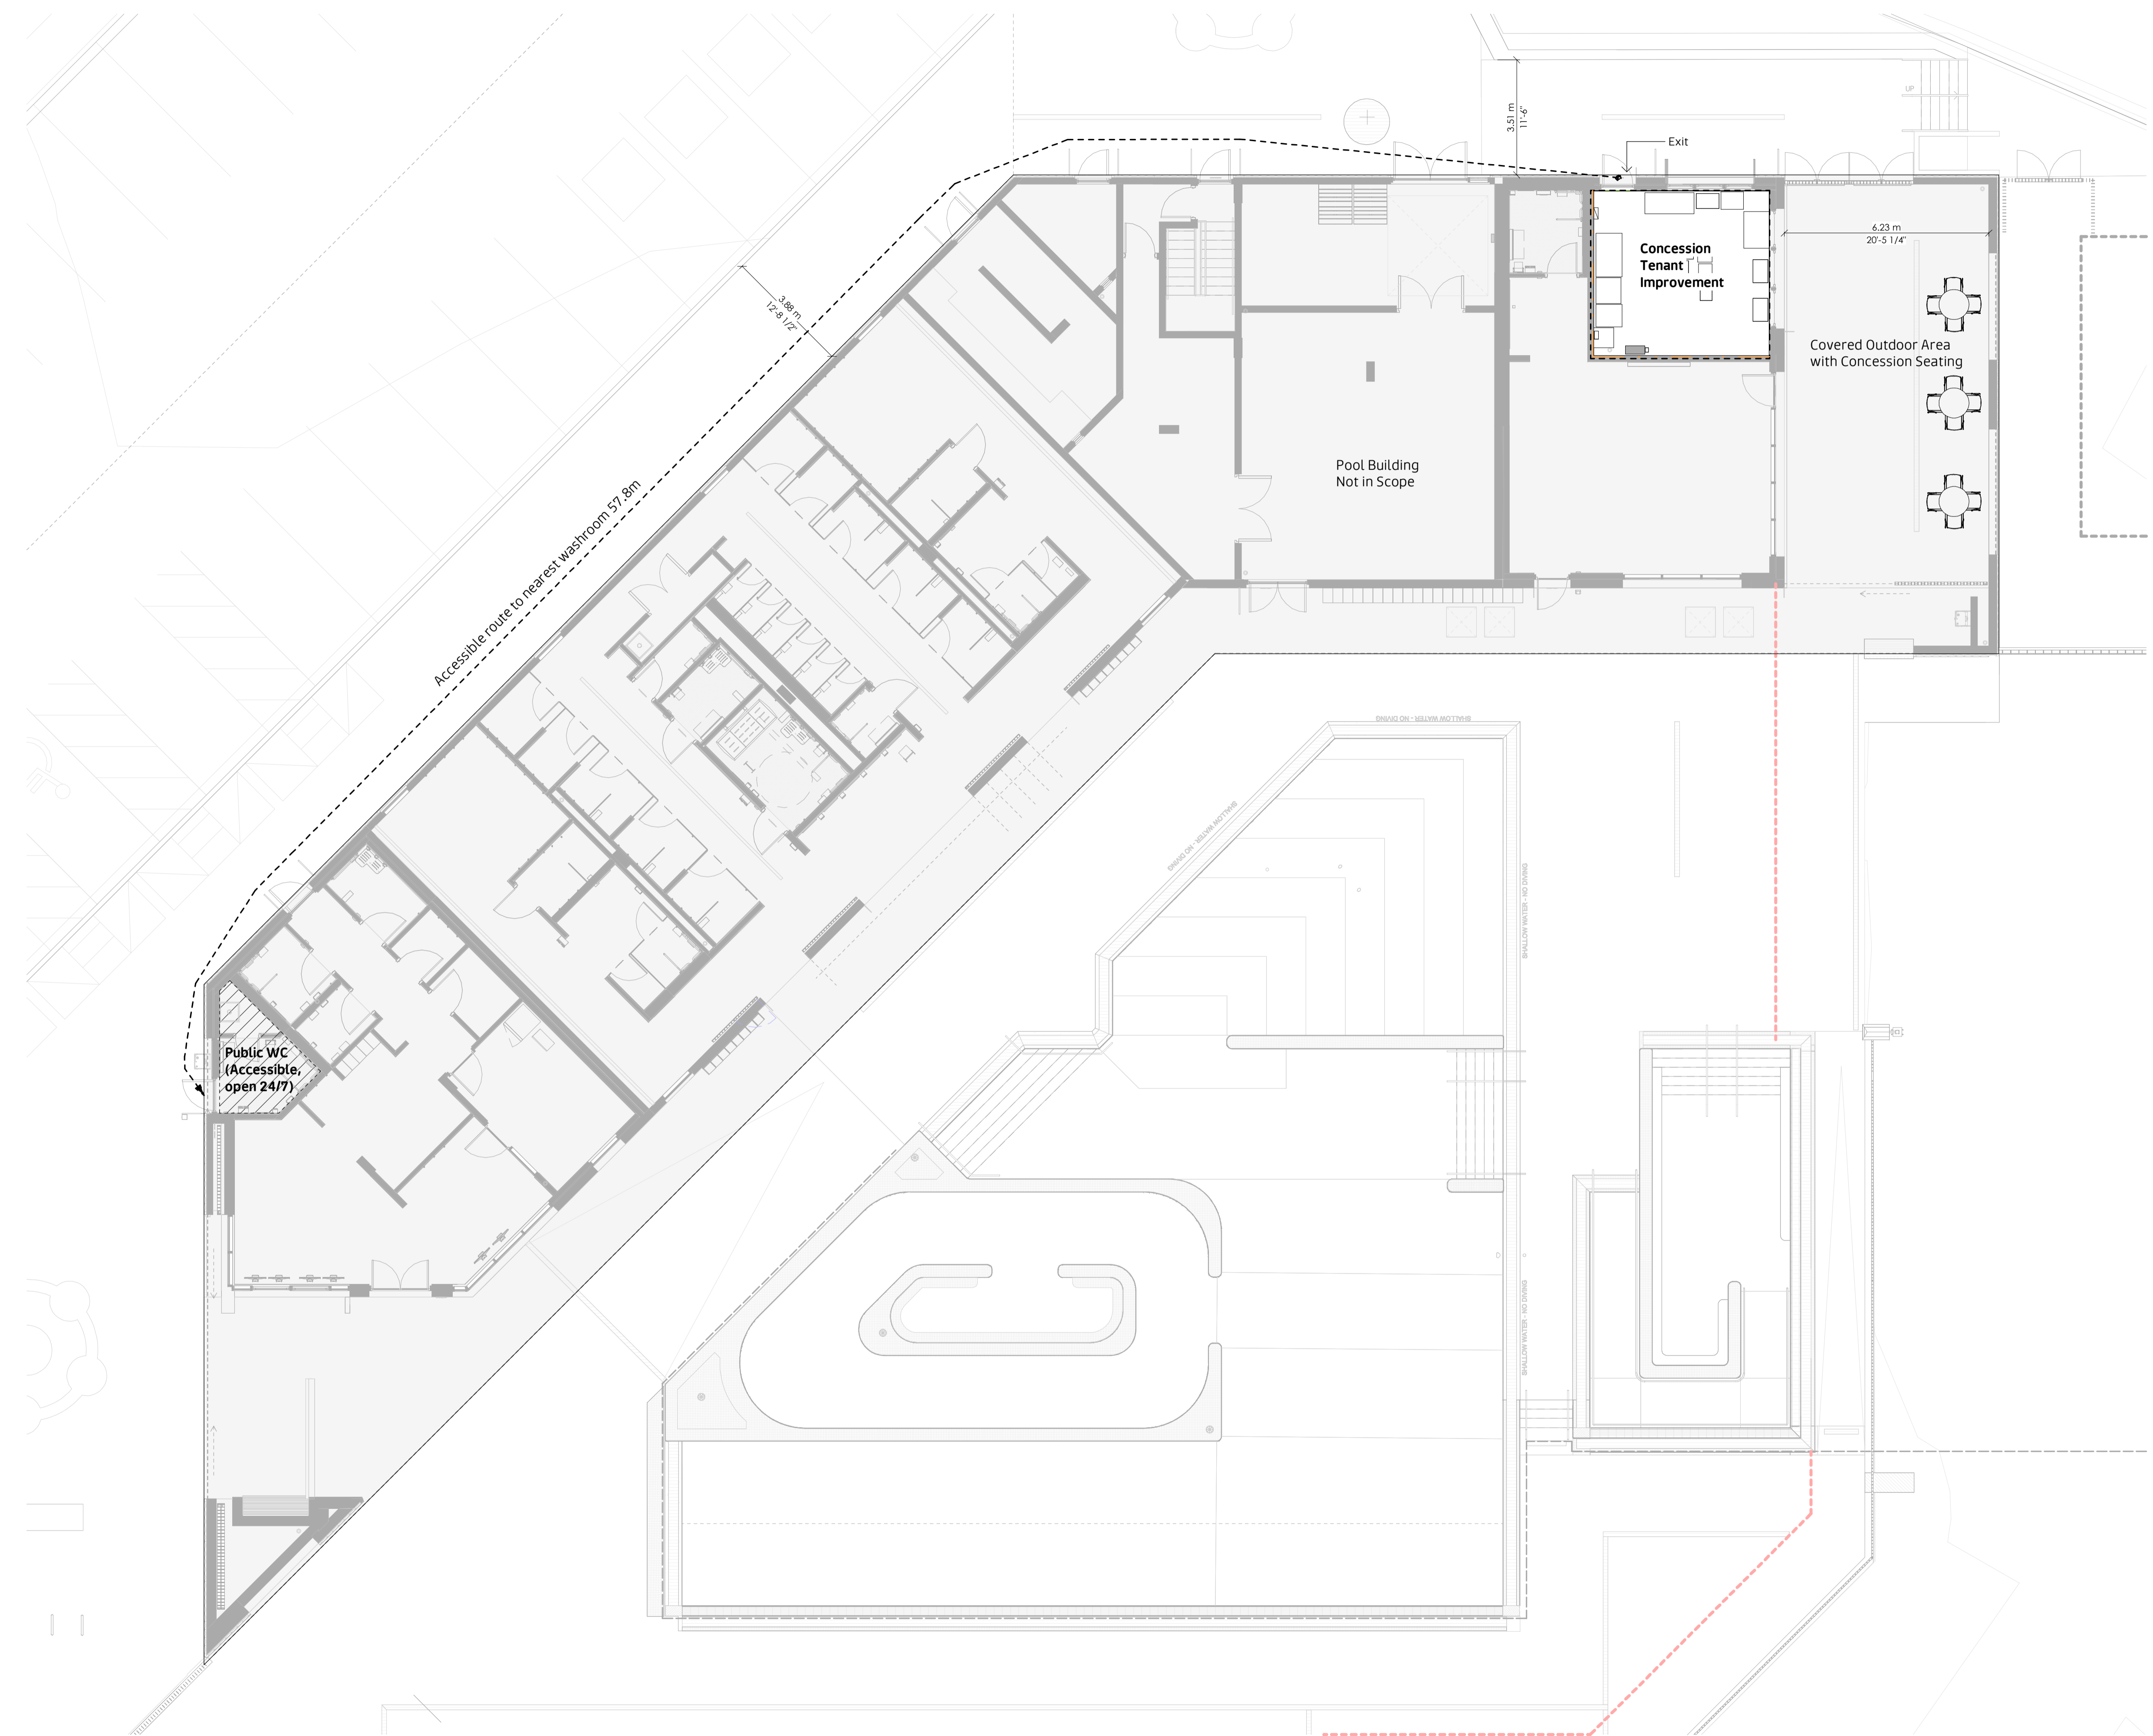 UP
3.51 m
11'-6"
Exit
6.23 m
20'-5 1/4"
Concession
Tenant
Improvement
3.88 m
12'-8 1/2"
Covered Outdoor Area
with Concession Seating
Pool Building
Not in Scope
Accessible route to nearest washroom 57.8m
SHALLOW WATER - NO DIVING
SHALLOW WATER - NO DIVING
SHALLOW WATER - NO DIVING
Public WC
(Accessible,
open 24/7)
SHALLOW WATER - NO DIVING